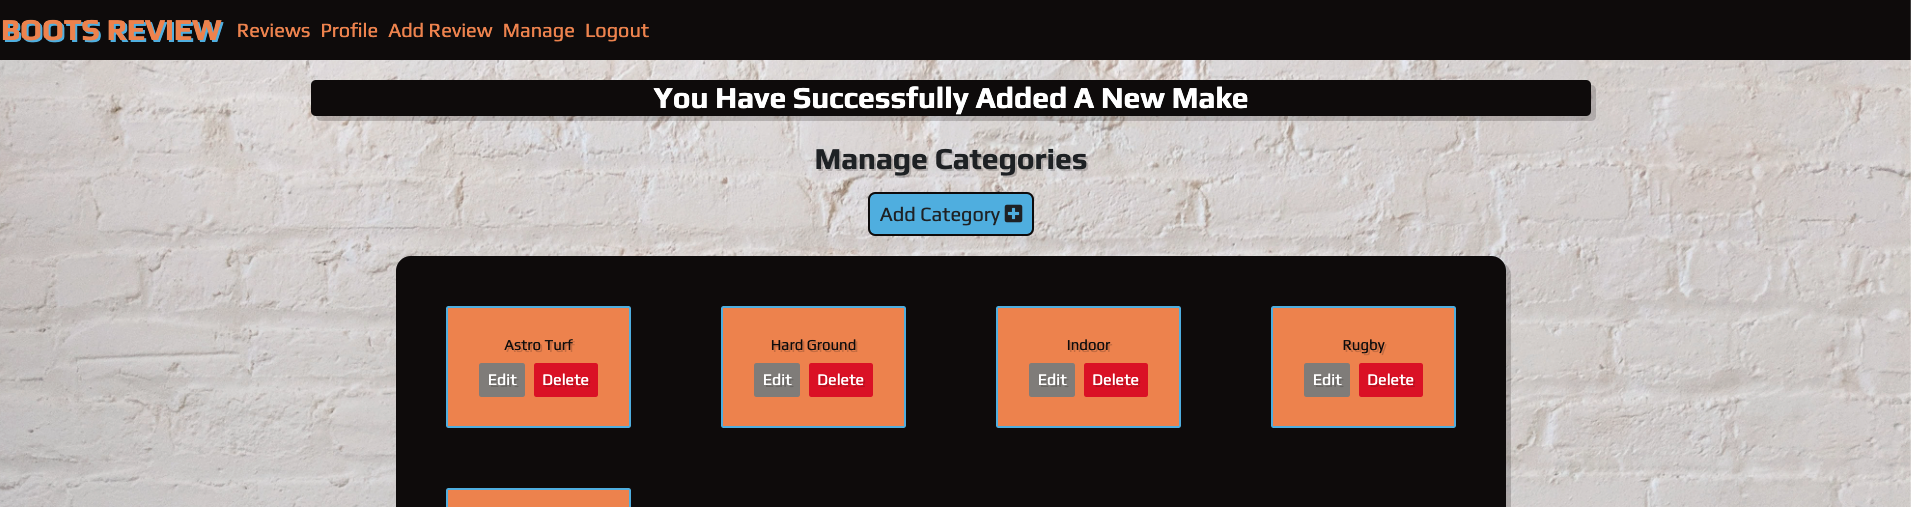 BOOTS REVIEW Reviews Profile Add Review Manage Logout
You Have Successfully Added A New Make
Manage Categories
Add Category
Astro Turf Hard Ground Indoor Rugby
Edit Delete Edit Delete Edit Delete Edit Delete